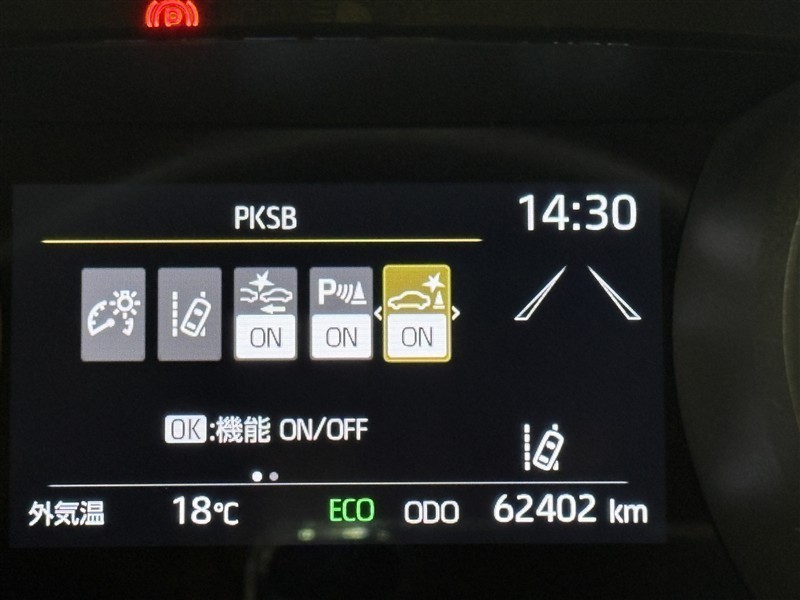 PKSB
14:30
P
ON ON ON
OK:機能 ON/OFF
外気温 18℃ ECO ODO 62402 km